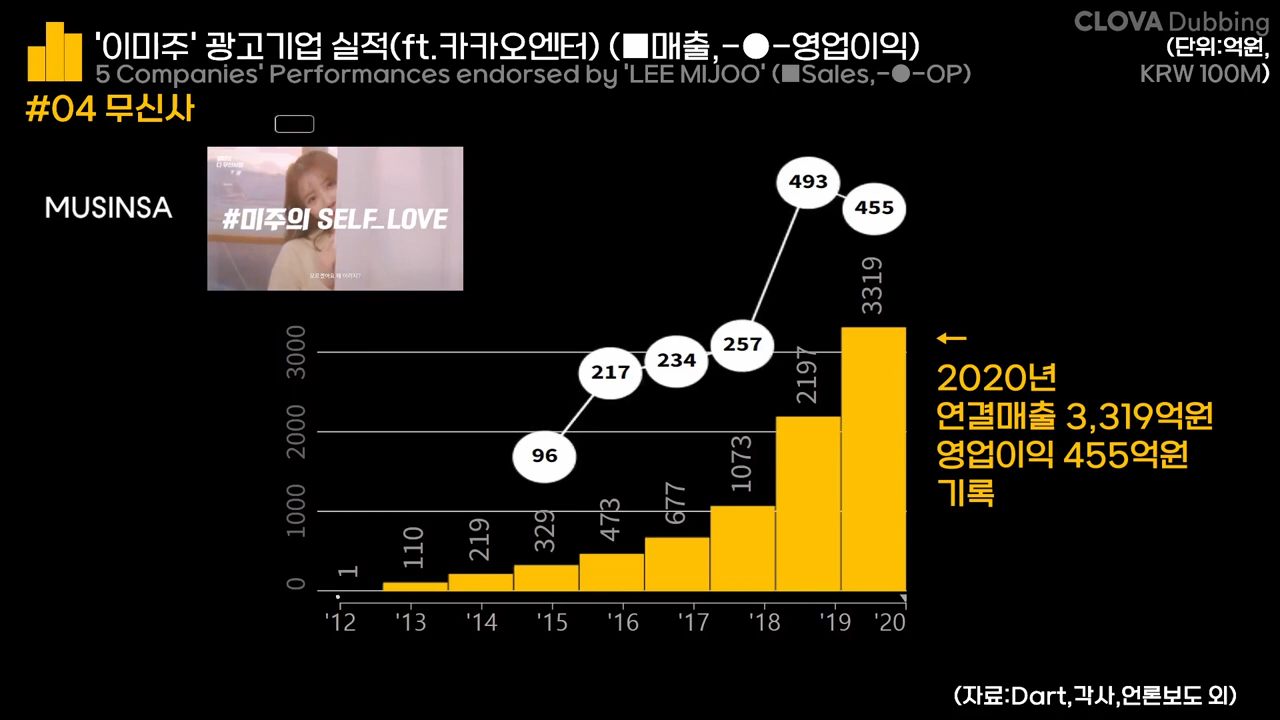 CLOVA Dubbing
'이미주' 광고기업 실적(ft.카카오엔터) (■매출,-●-영업이익)
(단위:억원,
5 Companies' Performances endorsed by 'LEE MIJOO' (■Sales,-●-OP)
KRW 100M)
#04 무신사
MUSINSA
#미주의 SELF_LOVE
493
455
257
234
217
96
3319
2197
1073
677
473
329
219
110
1
3000
2000
1000
0
'12 '13 '14 '15 '16 '17 '18 '19 '20
←
2020년
연결매출 3,319억원
영업이익 455억원
기록
(자료:Dart,각사,언론보도 외)